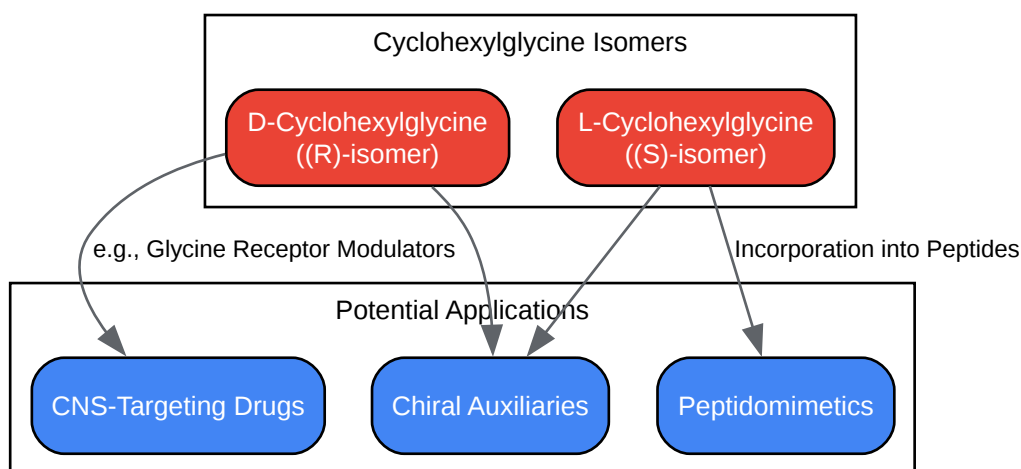 Cyclohexylglycine Isomers
D-Cyclohexylglycine
((R)-isomer)
L-Cyclohexylglycine
((S)-isomer)
e.g., Glycine Receptor Modulators
Incorporation into Peptides
Potential Applications
CNS-Targeting Drugs
Chiral Auxiliaries
Peptidomimetics